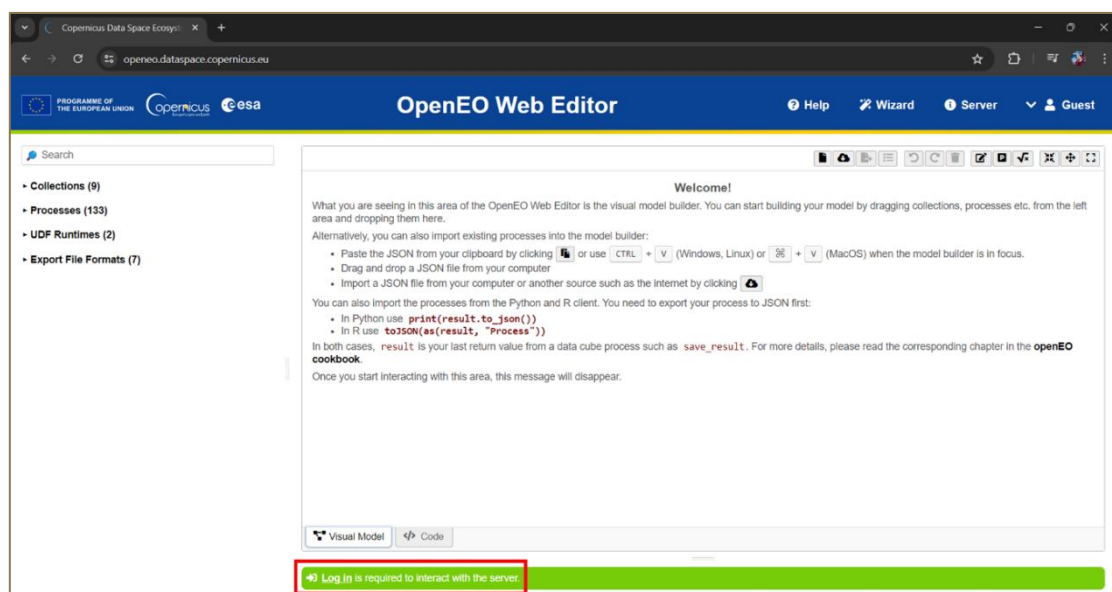 Copernicus Data Space Ecosyst
openeo.dataspace.copernicus.eu
PROGRAMME OF
THE EUROPEAN UNION
opernicus
esa
OpenEO Web Editor
Help
Wizard
Server
Guest
Search
Collections (9)
Processes (133)
UDF Runtimes (2)
Export File Formats (7)
Welcome!
What you are seeing in this area of the OpenEO Web Editor is the visual model builder. You can start building your model by dragging collections, processes etc. from the left
area and dropping them here.
Alternatively, you can also import existing processes into the model builder:
• Paste the JSON from your clipboard by clicking or use CTRL + V (Windows, Linux) or ⌘ + V (MacOS) when the model builder is in focus.
• Drag and drop a JSON file from your computer
• Import a JSON file from your computer or another source such as the internet by clicking
You can also import the processes from the Python and R client. You need to export your process to JSON first:
• In Python use print(result.to_json())
• In R use toJSON(as(result, "Process"))
In both cases, result is your last return value from a data cube process such as save_result. For more details, please read the corresponding chapter in the openEO
cookbook.
Once you start interacting with this area, this message will disappear.
Visual Model
</> Code
Log in is required to interact with the server.